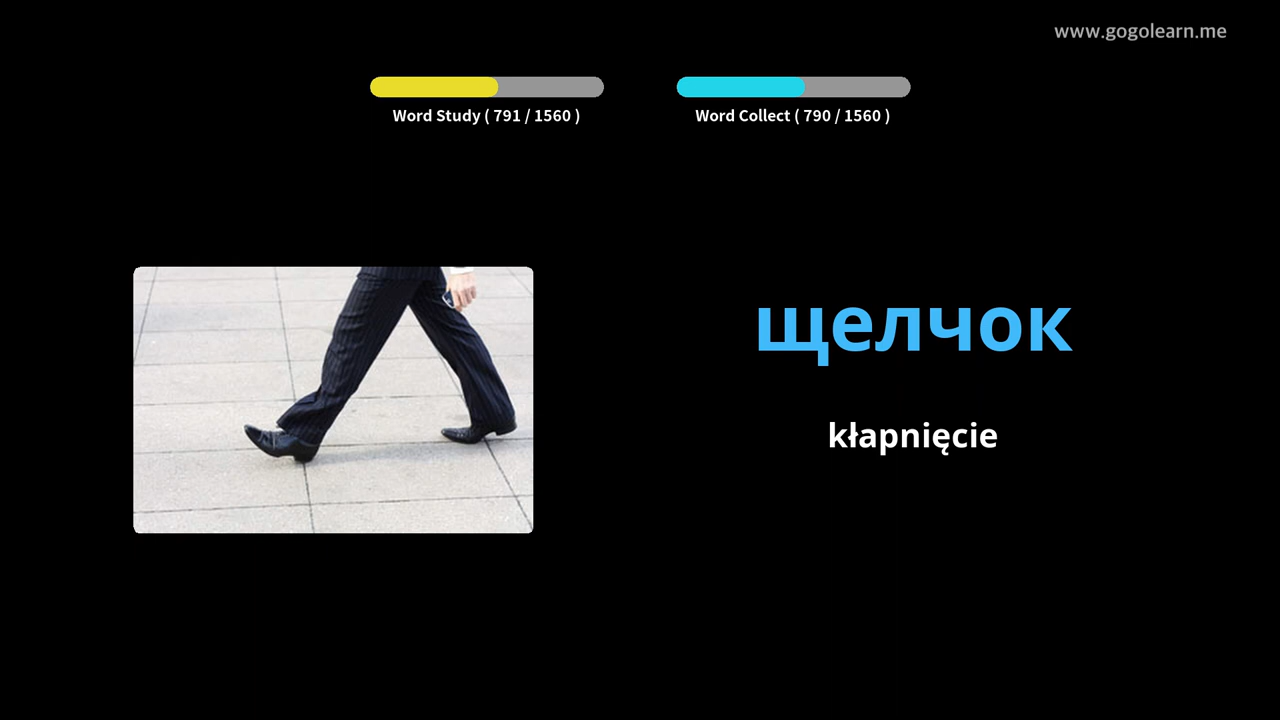 www.gogolearn.me
Word Study ( 791 / 1560 )
Word Collect ( 790 / 1560 )
щелчок
kłapnięcie